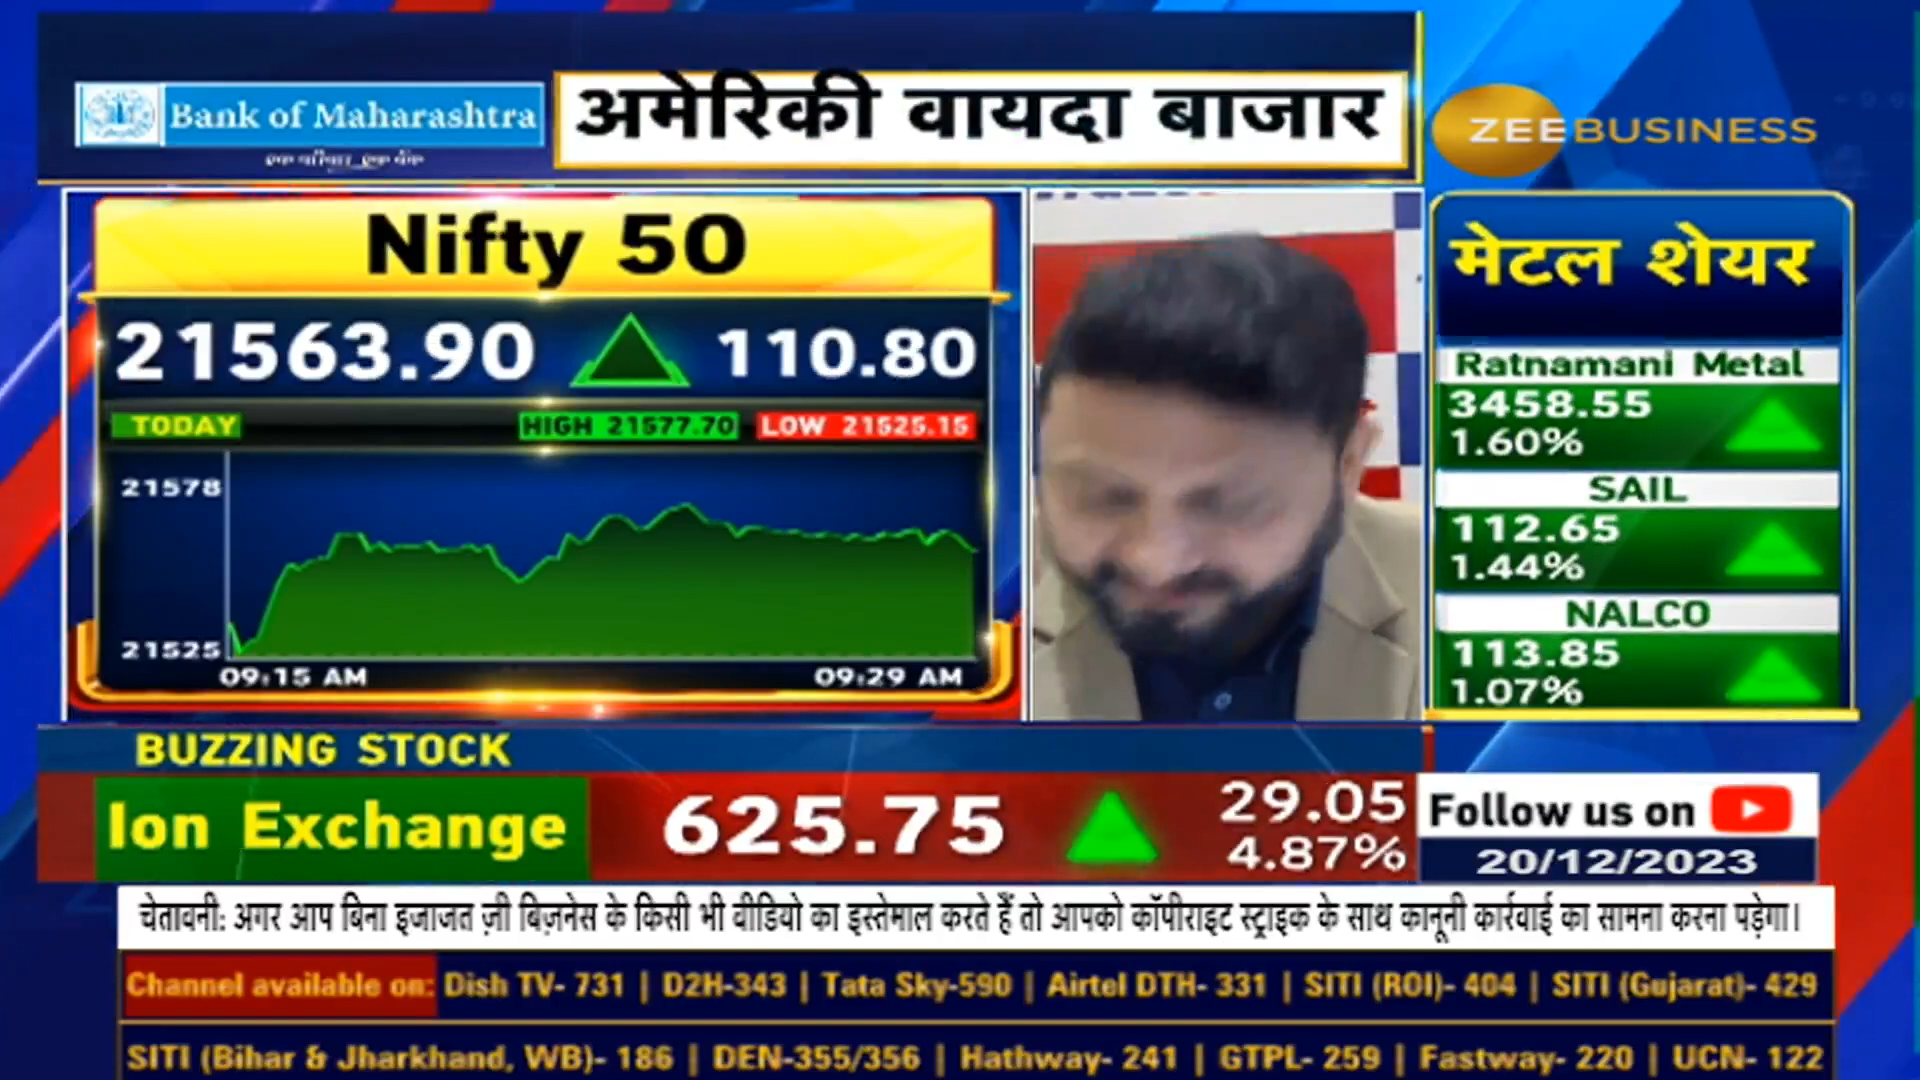 Bank of Maharashtra
एक परिवार एक बैंक
अमेरिकी वायदा बाजार
ZEEBUSINESS
Nifty 50
21563.90 110.80
TODAY HIGH 21577.70 LOW 21525.15
21578
21525
09:15 AM 09:29 AM
मेटल शेयर
Ratnamani Metal
3458.55
1.60%
SAIL
112.65
1.44%
NALCO
113.85
1.07%
BUZZING STOCK
Ion Exchange 625.75 29.05
4.87%
Follow us on
20/12/2023
चेतावनी: अगर आप बिना इजाजत ज़ी बिज़नेस के किसी भी वीडियो का इस्तेमाल करते हैं तो आपको कॉपीराइट स्ट्राइक के साथ कानूनी कार्रवाई का सामना करना पड़ेगा।
Channel available on: Dish TV- 731 | D2H-343 | Tata Sky-590 | Airtel DTH- 331 | SITI (ROI)- 404 | SITI (Gujarat)- 429
SITI (Bihar & Jharkhand, WB)- 186 | DEN-355/356 | Hathway- 241 | GTPL- 259 | Fastway- 220 | UCN- 122